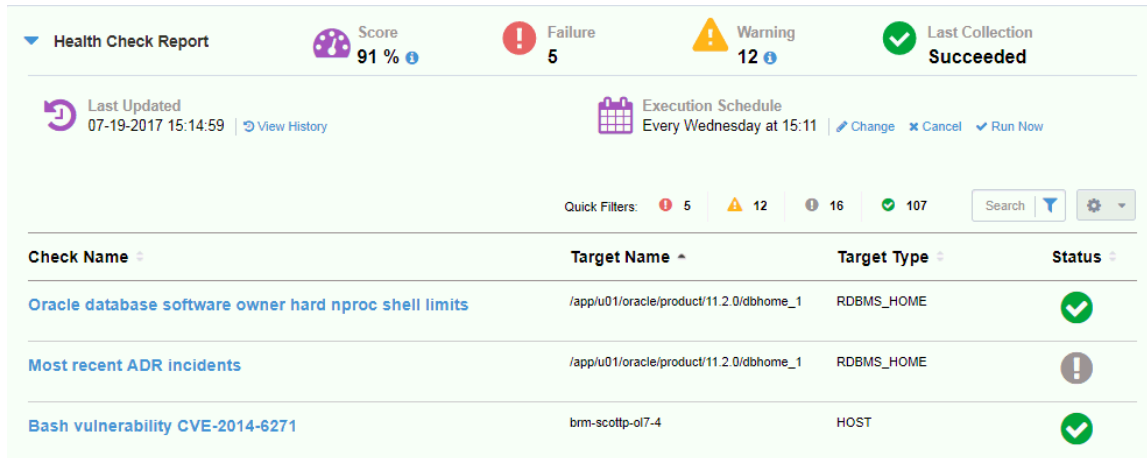 Health Check Report
Score
91 %
Failure
5
Warning
12
Last Collection
Succeeded
Last Updated
07-19-2017 15:14:59 View History
Execution Schedule
Every Wednesday at 15:11 Change Cancel Run Now
Quick Filters: 5 12 16 107 Search
Check Name Target Name Target Type Status
Oracle database software owner hard nproc shell limits /app/u01/oracle/product/11.2.0/dbhome_1 RDBMS_HOME
Most recent ADR incidents /app/u01/oracle/product/11.2.0/dbhome_1 RDBMS_HOME
Bash vulnerability CVE-2014-6271 brm-scottp-ol7-4 HOST